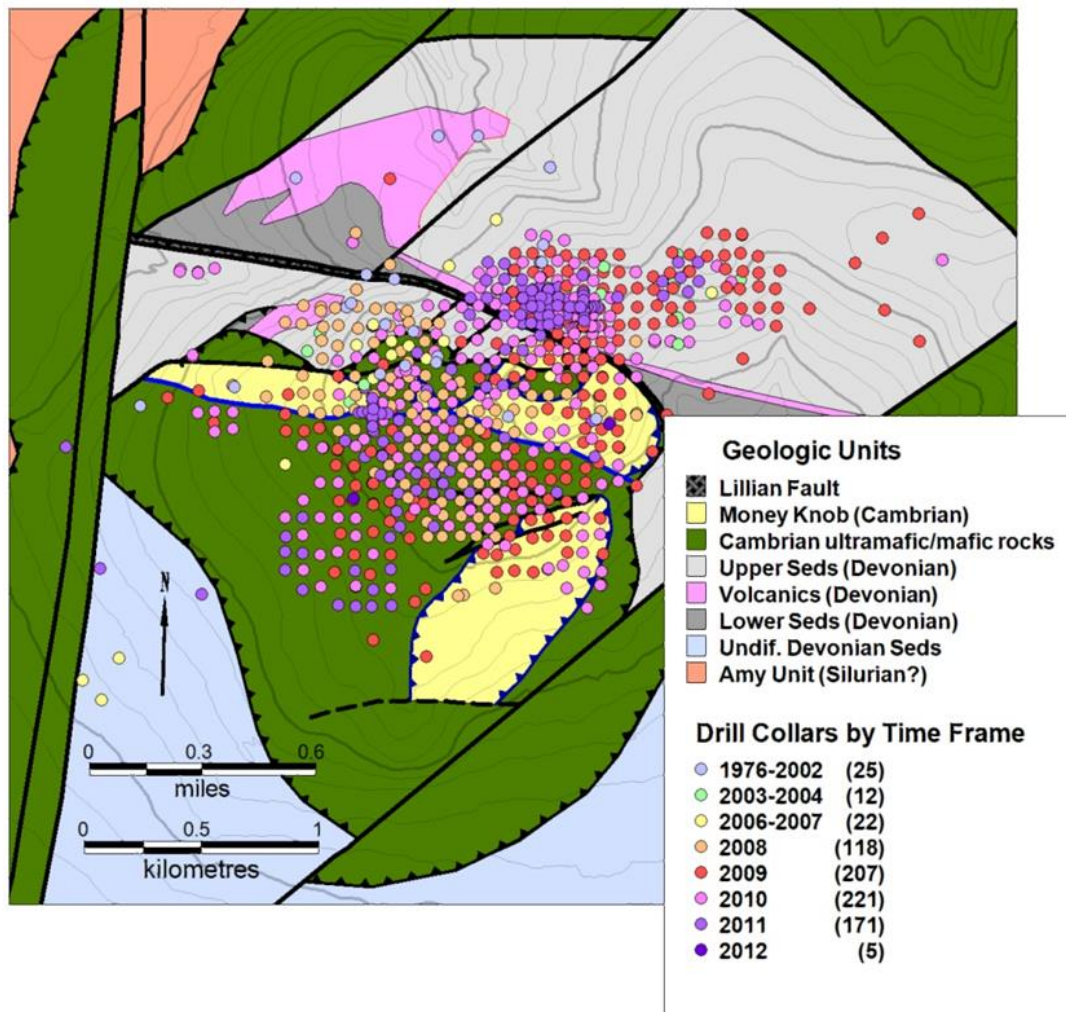 N
0 0.3 0.6
miles
0 0.5 1
kilometres
Geologic Units
Lillian Fault
Money Knob (Cambrian)
Cambrian ultramafic/mafic rocks
Upper Seds (Devonian)
Volcanics (Devonian)
Lower Seds (Devonian)
Undif. Devonian Seds
Amy Unit (Silurian?)
Drill Collars by Time Frame
1976-2002 (25)
2003-2004 (12)
2006-2007 (22)
2008 (118)
2009 (207)
2010 (221)
2011 (171)
2012 (5)